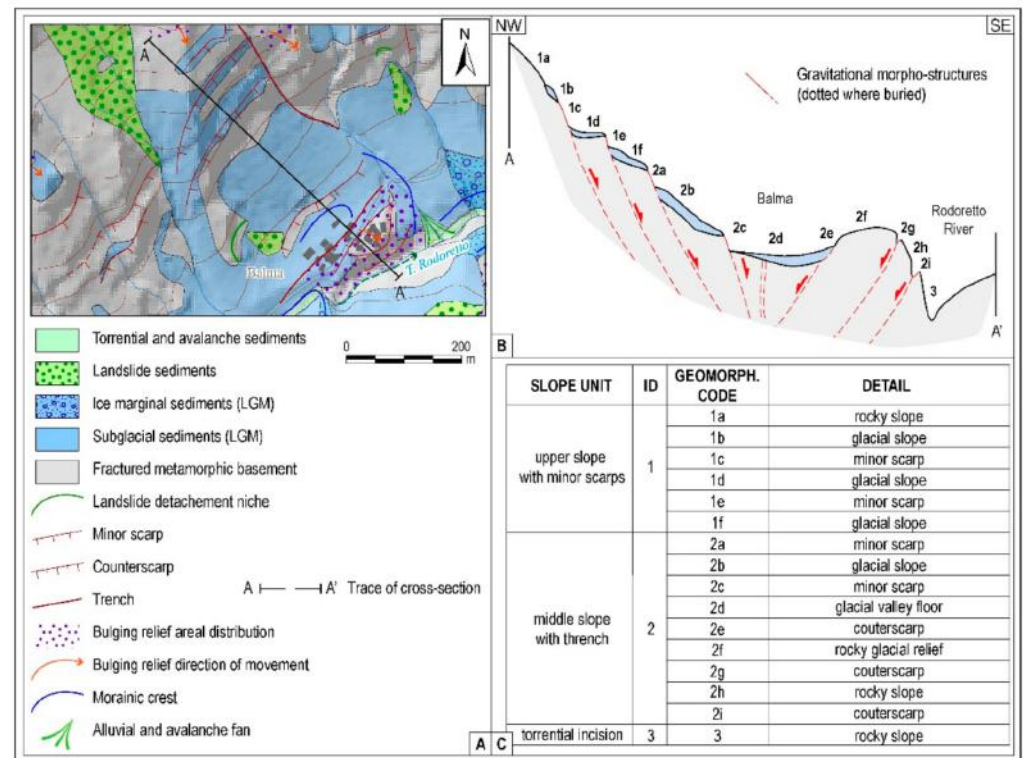 N
A
Balma
T. Rodoretto
A
Torrential and avalanche sediments
Landslide sediments
Ice marginal sediments (LGM)
Subglacial sediments (LGM)
Fractured metamorphic basement
Landslide detachement niche
Minor scarp
Counterscarp
Trench
Bulging relief areal distribution
Bulging relief direction of movement
Morainic crest
Alluvial and avalanche fan
0 200
m
A A' Trace of cross-section
A
NW SE
Gravitational morpho-structures
(dotted where buried)
1a
1b
1c
1d
1e
1f
2a
2b
2c
2d
2e
2f
2g
2h
2i
3
Balma
Rodoretto
River
A
A'
B
SLOPE UNIT ID GEOMORPH. CODE DETAIL
upper slope
with minor scarps
1
1a rocky slope
1b glacial slope
1c minor scarp
1d glacial slope
1e minor scarp
1f glacial slope
middle slope
with thrench
2
2a minor scarp
2b glacial slope
2c minor scarp
2d glacial valley floor
2e couterscarp
2f rocky glacial relief
2g couterscarp
2h rocky slope
2i couterscarp
torrential incision 3 3 rocky slope
C